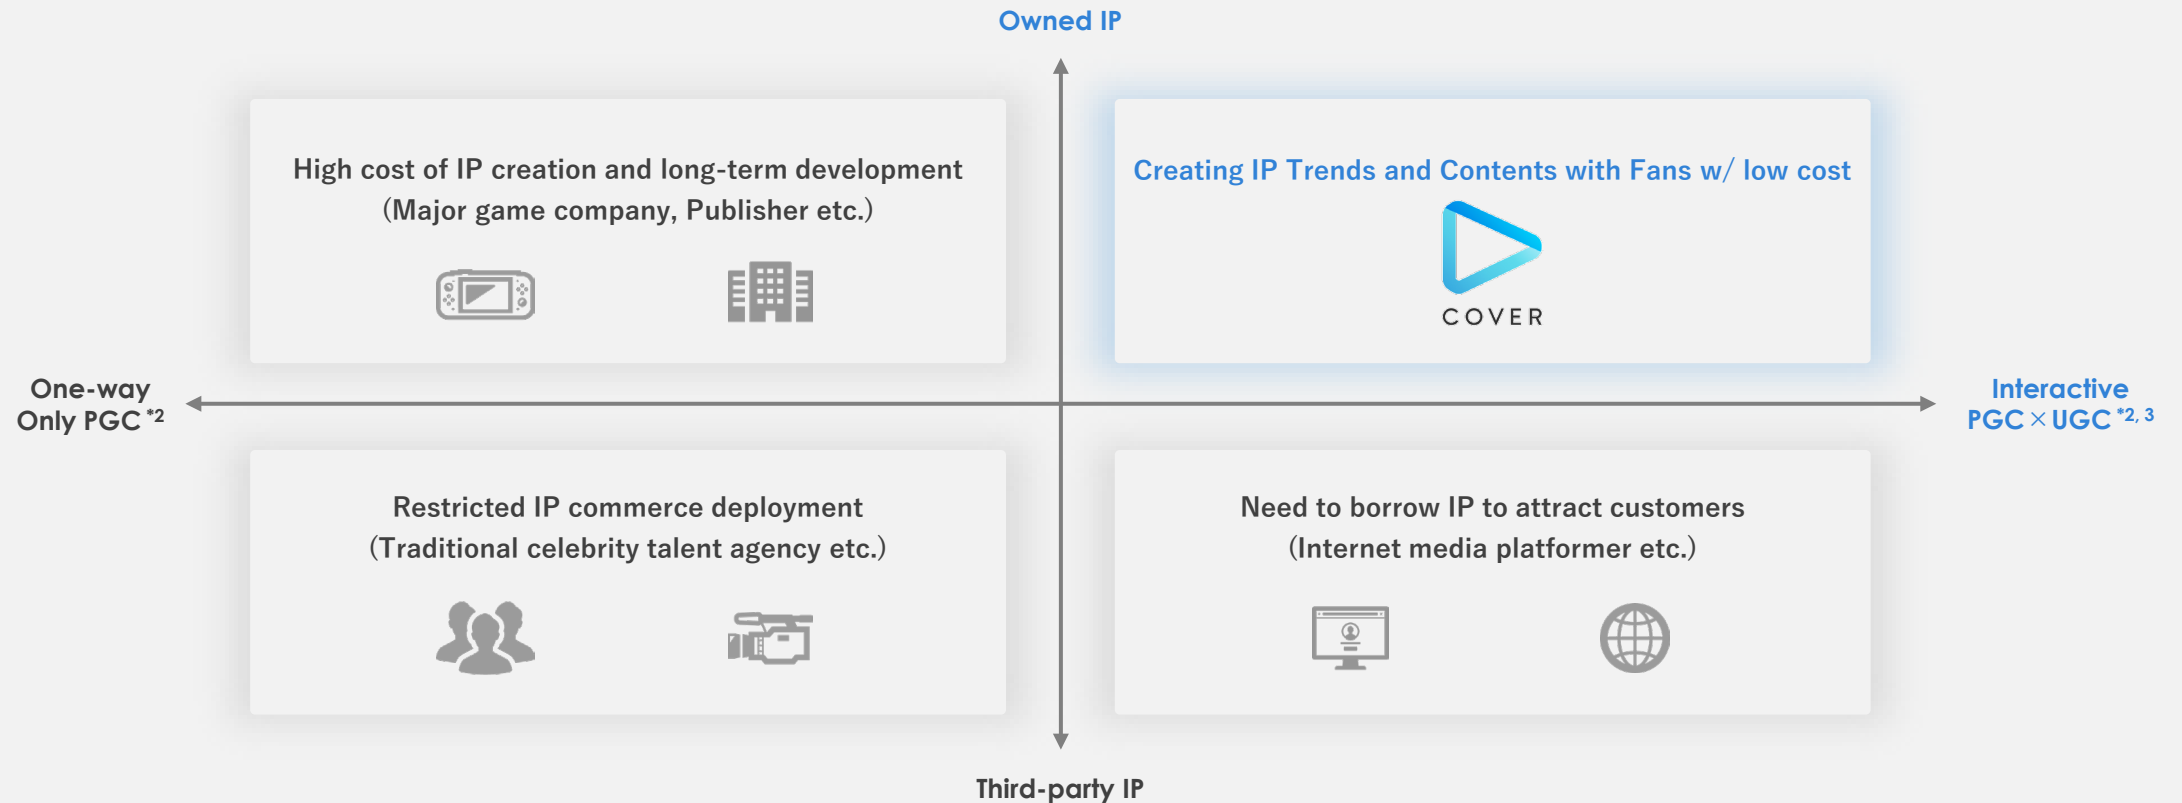 Owned IP
High cost of IP creation and long-term development
(Major game company, Publisher etc.)
Creating IP Trends and Contents with Fans w/ low cost
COVER
One-way
Only PGC *2
Interactive
PGC×UGC *2, 3
Restricted IP commerce deployment
(Traditional celebrity talent agency etc.)
Need to borrow IP to attract customers
(Internet media platformer etc.)
Third-party IP